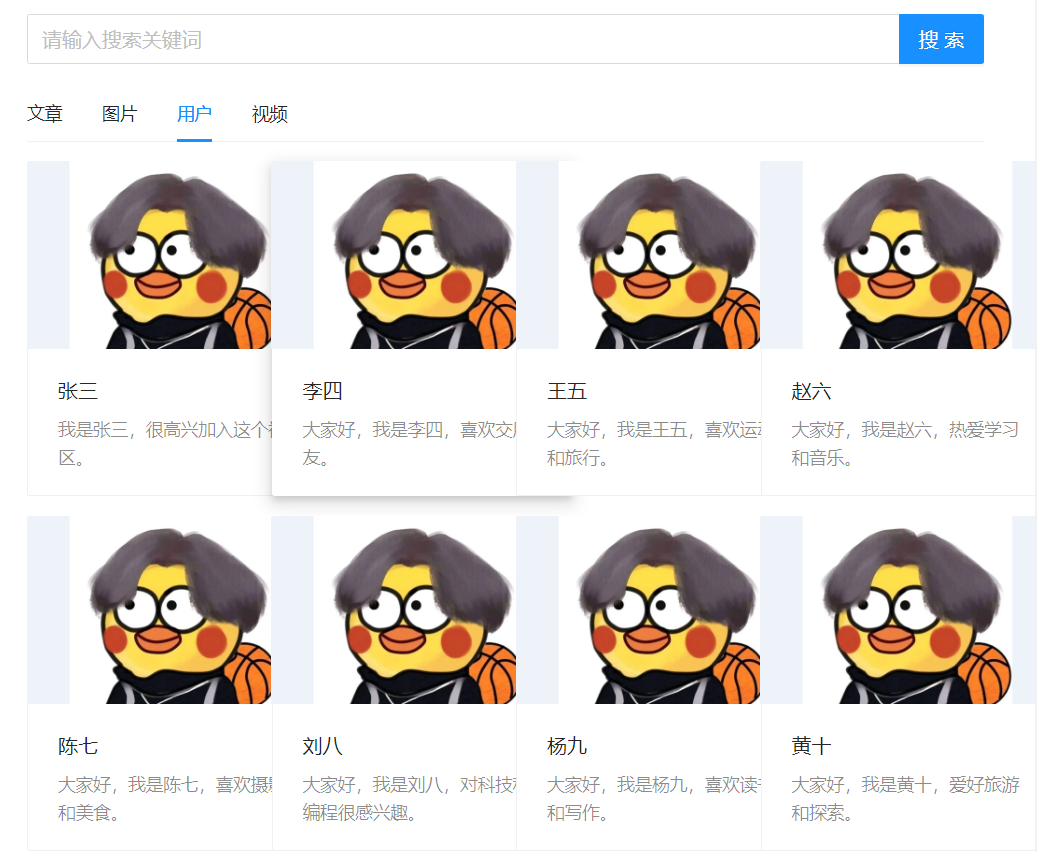 请输入搜索关键词
搜 索
文章 图片 用户 视频
张三
我是张三，很高兴加入这个
区。
李四
大家好，我是李四，喜欢交
友。
王五
大家好，我是王五，喜欢运
和旅行。
赵六
大家好，我是赵六，热爱学习
和音乐。
陈七
大家好，我是陈七，喜欢摄
和美食。
刘八
大家好，我是刘八，对科技
编程很感兴趣。
杨九
大家好，我是杨九，喜欢读
和写作。
黄十
大家好，我是黄十，爱好旅游
和探索。